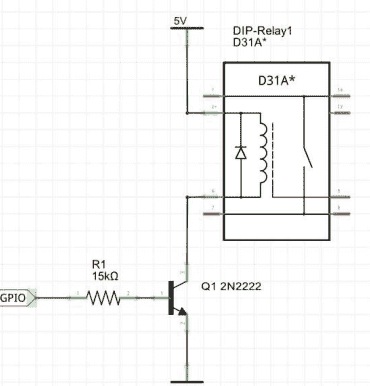 5V
DIP-Relay1
D31A*
D31A*
R1
15kΩ
GPIO
Q1 2N2222